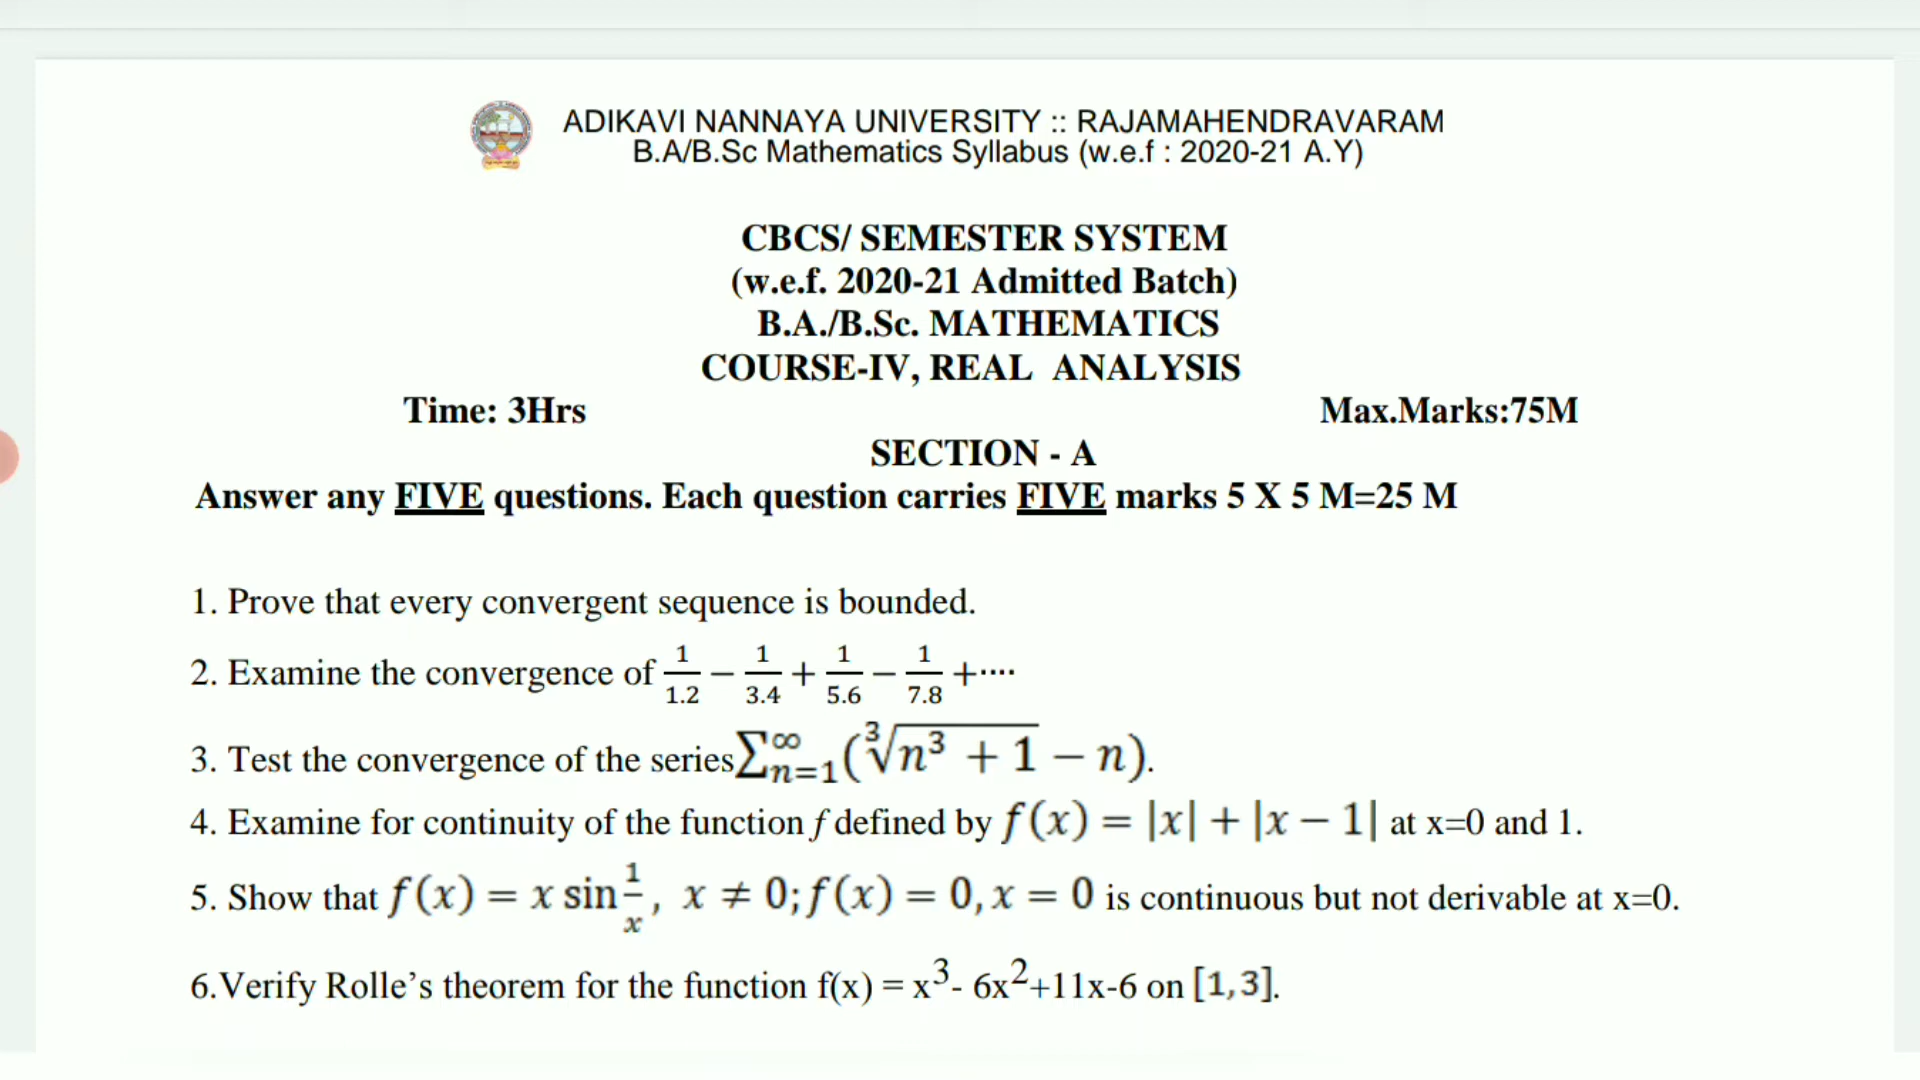 ADIKAVI NANNAYA UNIVERSITY :: RAJAMAHENDRAVARAM
B.A/B.Sc Mathematics Syllabus (w.e.f : 2020-21 A.Y)
CBCS/ SEMESTER SYSTEM
(w.e.f. 2020-21 Admitted Batch)
B.A./B.Sc. MATHEMATICS
COURSE-IV, REAL ANALYSIS
Time: 3Hrs Max.Marks:75M
SECTION - A
Answer any FIVE questions. Each question carries FIVE marks 5 X 5 M=25 M
1. Prove that every convergent sequence is bounded.
2. Examine the convergence of 1/1.2 − 1/3.4 + 1/5.6 − 1/7.8 +····
3. Test the convergence of the series ∑_{n=1}^{∞}(∛(n³ + 1) − n).
4. Examine for continuity of the function f defined by f(x) = |x| + |x − 1| at x=0 and 1.
5. Show that f(x) = x sin 1/x, x ≠ 0; f(x) = 0, x = 0 is continuous but not derivable at x=0.
6.Verify Rolle’s theorem for the function f(x) = x³- 6x²+11x-6 on [1,3].